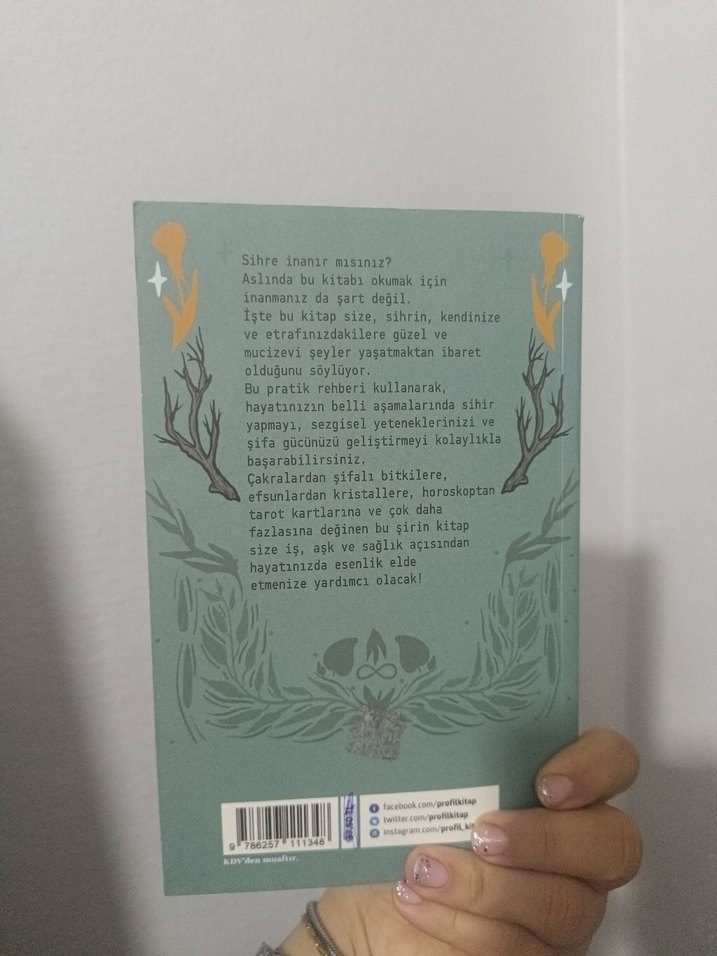 Sihre inanır mısınız?
Aslında bu kitabı okumak için
inanmanız da şart değil.
İşte bu kitap size, sihrin, kendinize
ve etrafınızdakilere güzel ve
mucizevi şeyler yaşatmaktan ibaret
olduğunu söylüyor.
Bu pratik rehberi kullanarak,
hayatınızın belli aşamalarında sihir
yapmayı, sezgisel yeteneklerinizi ve
şifa gücünüzü geliştirmeyi kolaylıkla
başarabilirsiniz.
Çakralardan şifalı bitkilere,
efsunlardan kristallere, horoskoptan
tarot kartlarına ve çok daha
fazlasına değinen bu şirin kitap
size iş, aşk ve sağlık açısından
hayatınızda esenlik elde
etmenize yardımcı olacak!
9 786257 111348
KDV'den muaftır.
facebook.com/profilkitap
twitter.com/profilkitap
instagram.com/profil_ki